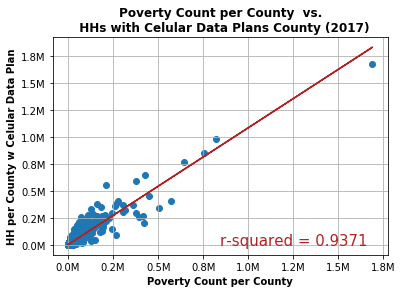 Poverty Count per County vs.
HHs with Celular Data Plans County (2017)
HH per County w Celular Data Plan
1.8M
1.5M
1.2M
1.0M
0.8M
0.5M
0.2M
0.0M
r-squared = 0.9371
0.0M 0.2M 0.5M 0.8M 1.0M 1.2M 1.5M 1.8M
Poverty Count per County